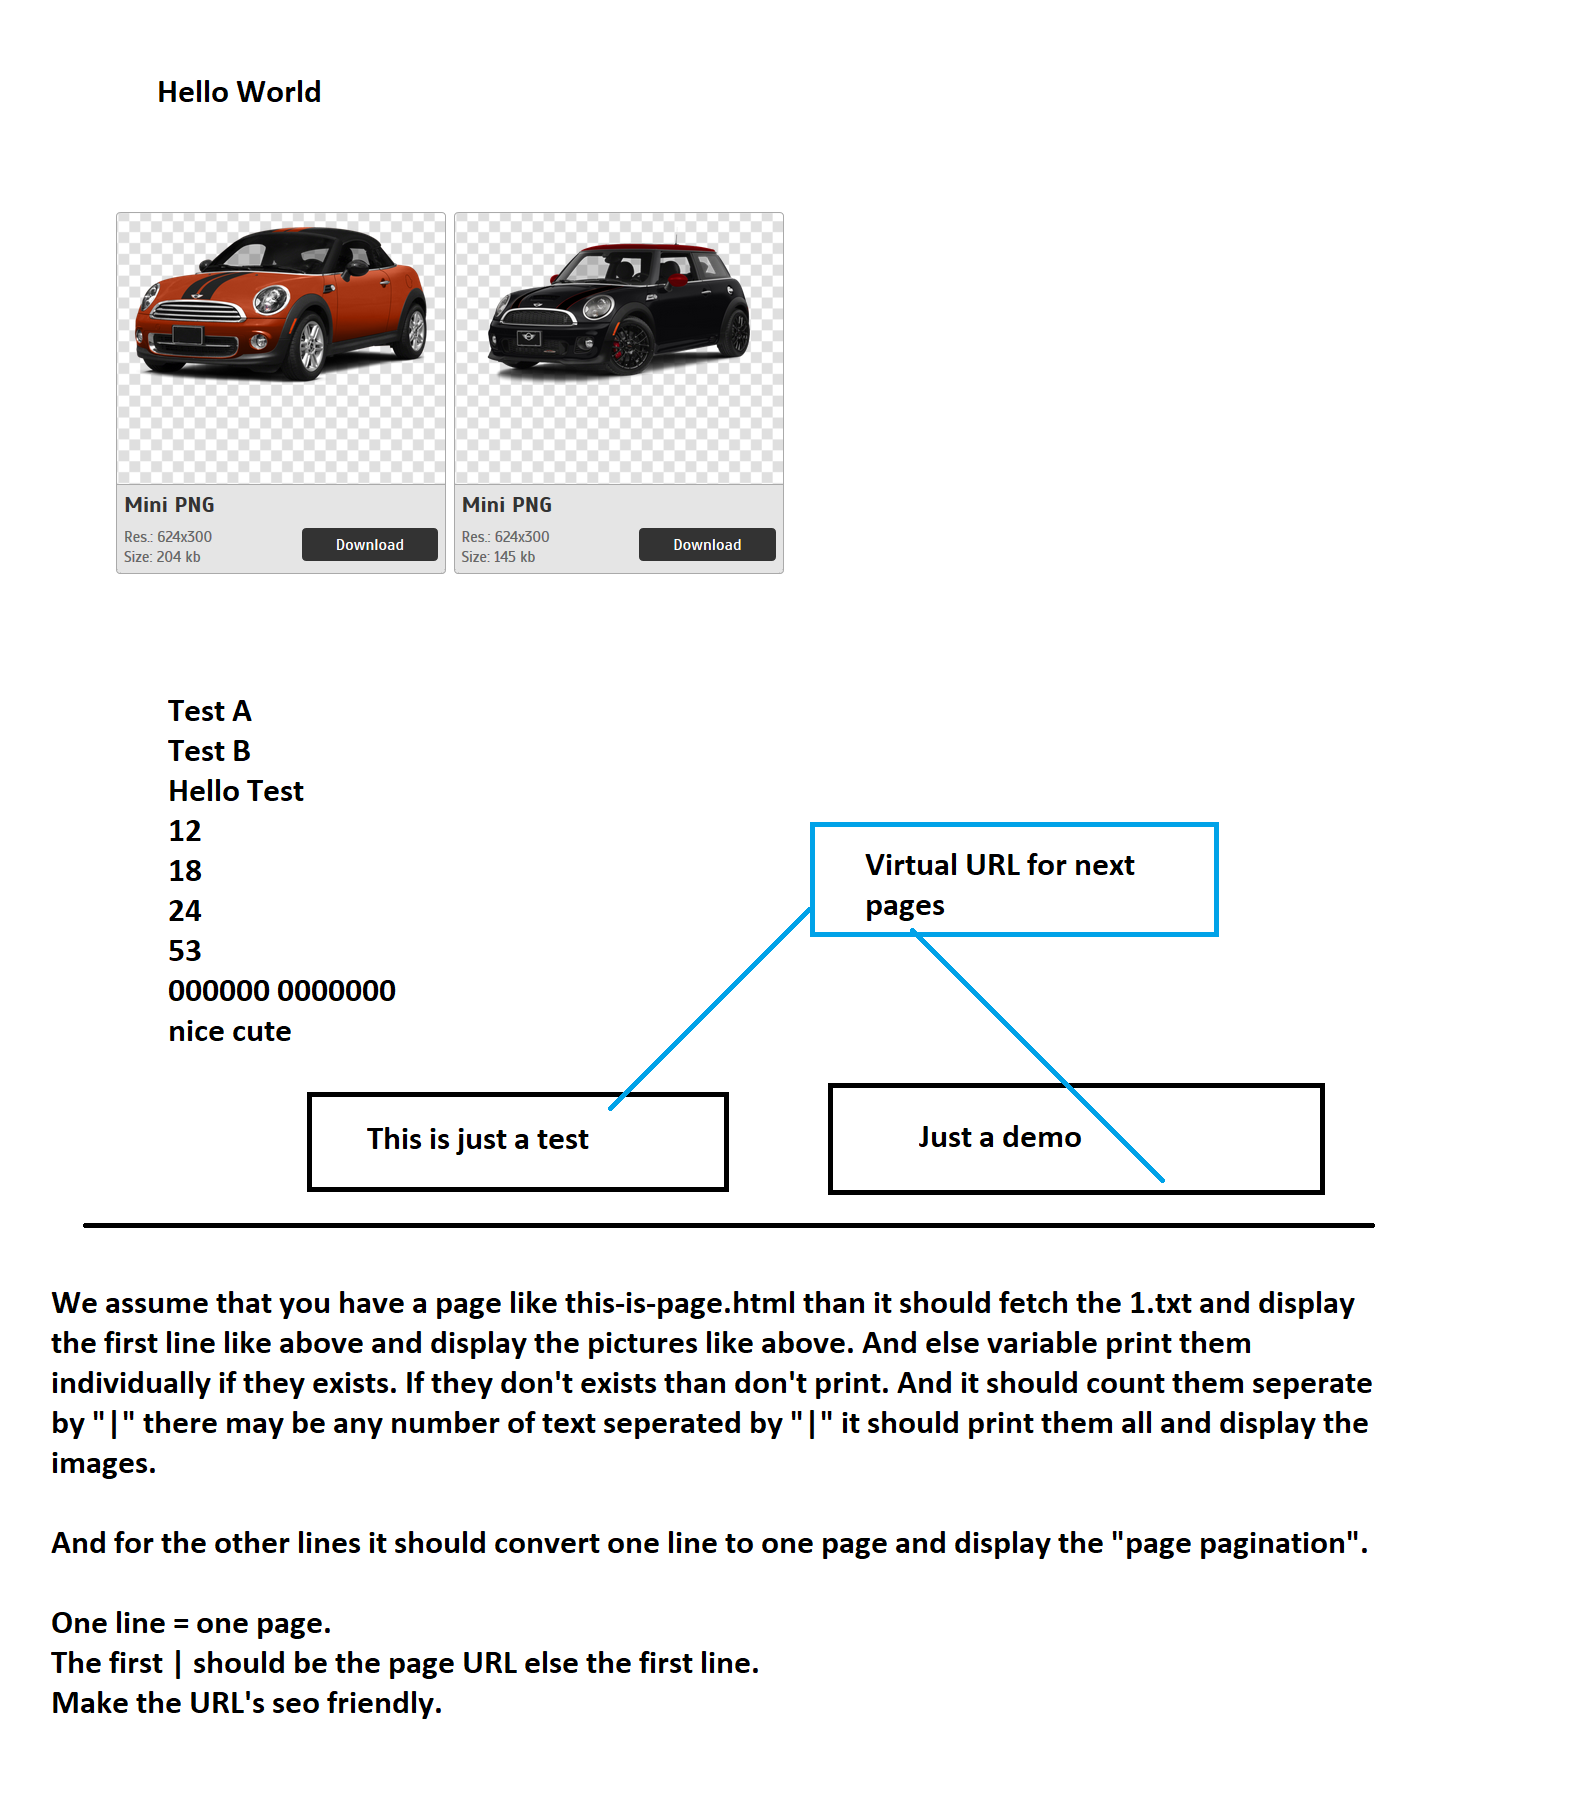 Hello World
Mini PNG
Res.: 624x300
Size: 204 kb
Download
Mini PNG
Res.: 624x300
Size: 145 kb
Download
Test A
Test B
Hello Test
12
18
24
53
000000 0000000
nice cute
Virtual URL for next
pages
This is just a test
Just a demo
We assume that you have a page like this-is-page.html than it should fetch the 1.txt and display
the first line like above and display the pictures like above. And else variable print them
individually if they exists. If they don't exists than don't print. And it should count them seperate
by "|" there may be any number of text seperated by "|" it should print them all and display the
images.
And for the other lines it should convert one line to one page and display the "page pagination".
One line = one page.
The first | should be the page URL else the first line.
Make the URL's seo friendly.